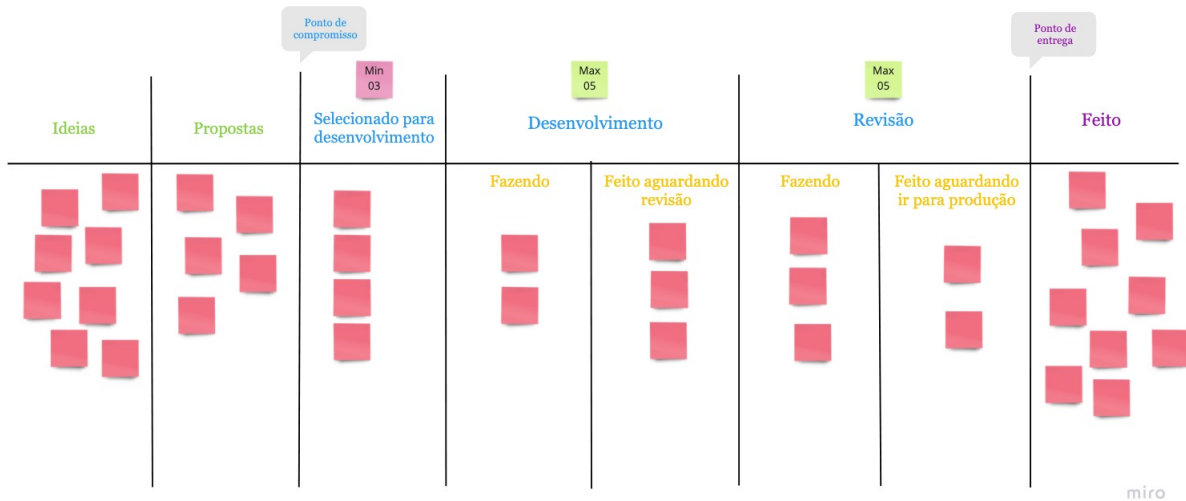 Ponto de
compromisso
Ponto de
entrega
Min
03
Max
05
Max
05
Ideias
Propostas
Selecionado para
desenvolvimento
Desenvolvimento
Revisão
Feito
Fazendo
Feito aguardando
revisão
Fazendo
Feito aguardando
ir para produção
miro